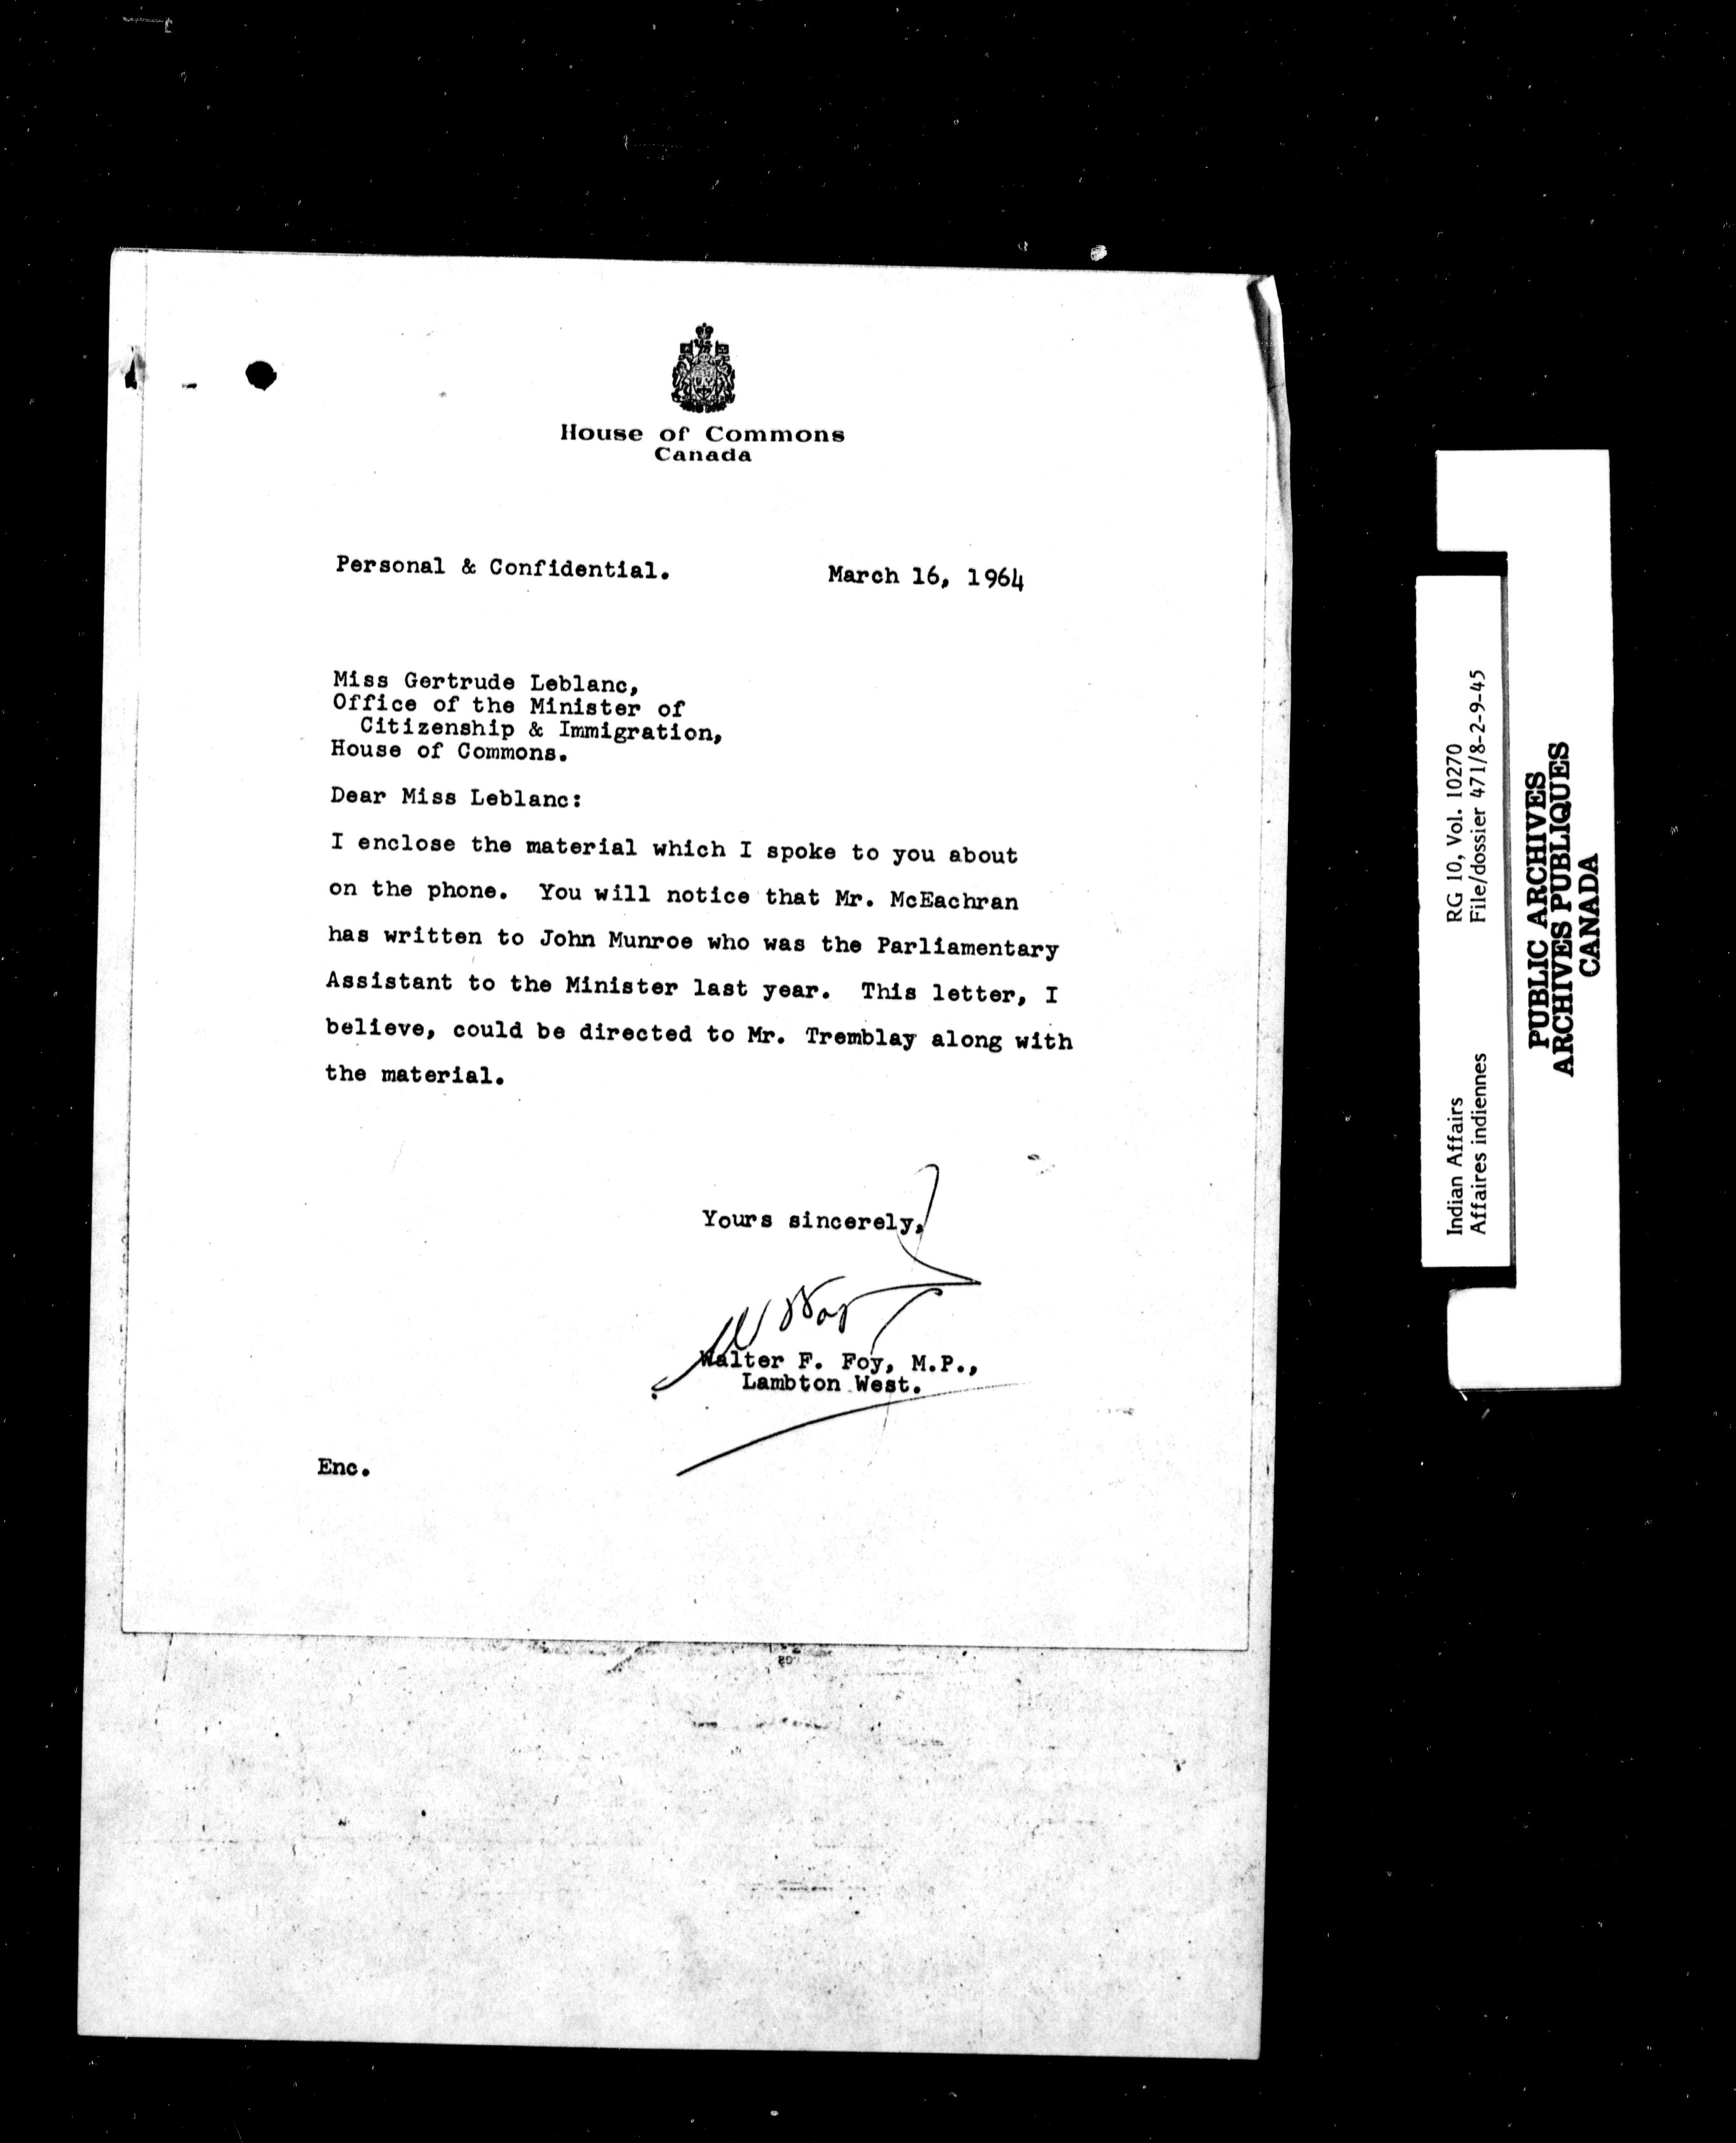 House of Commons
Canada
Personal & Confidential. March 16, 1964
Miss Gertrude Leblanc,
Office of the Minister of
Citizenship & Immigration,
House of Commons.
Dear Miss Leblanc:
I enclose the material which I spoke to you about
on the phone. You will notice that Mr. McEachran
has written to John Munroe who was the Parliamentary
Assistant to the Minister last year. This letter, I
believe, could be directed to Mr. Tremblay along with
the material.
Yours sincerely,
W Foy
Walter F. Foy, M.P.,
Lambton West.
Enc.
Indian Affairs RG 10, Vol. 10270
Affaires indiennes File/dossier 471/8-2-9-45
PUBLIC ARCHIVES
ARCHIVES PUBLIQUES
CANADA